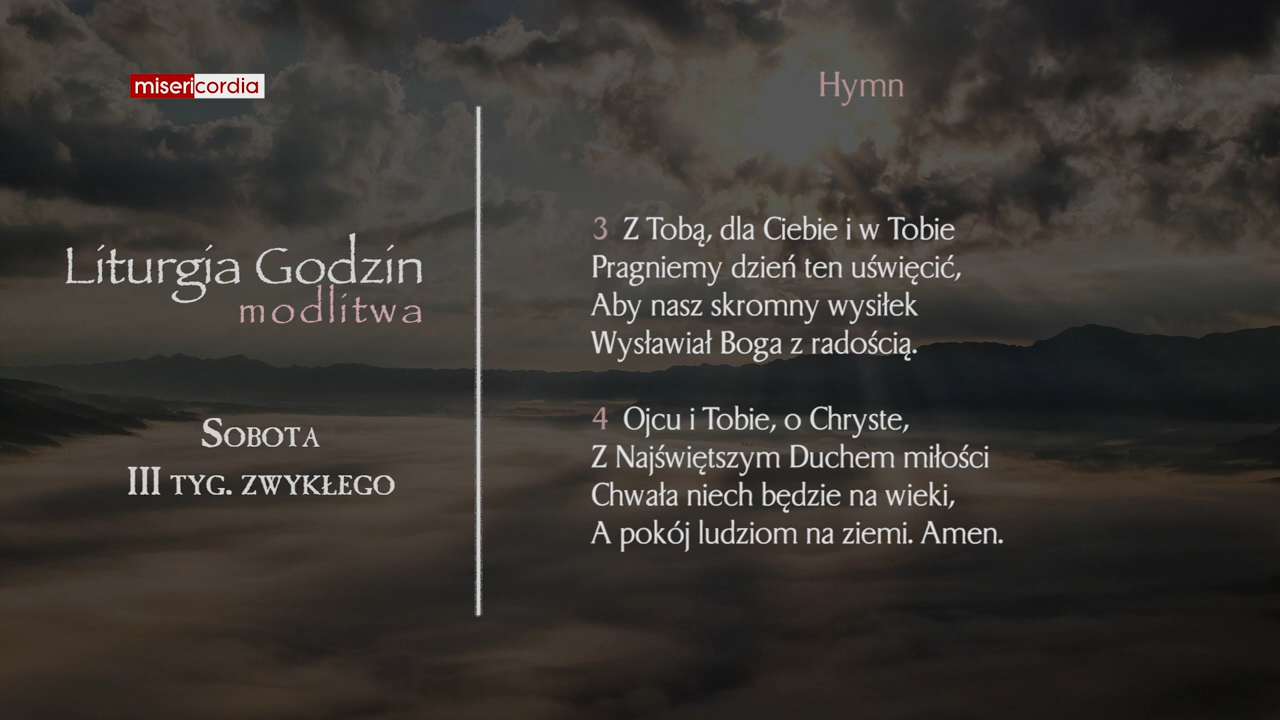 misericordia
Liturgia Godzin
modlitwa
Sobota
III tyg. zwykłego
Hymn
3 Z Tobą, dla Ciebie i w Tobie
Pragniemy dzień ten uświęcić,
Aby nasz skromny wysiłek
Wysławiał Boga z radością.
4 Ojcu i Tobie, o Chryste,
Z Najświętszym Duchem miłości
Chwała niech będzie na wieki,
A pokój ludziom na ziemi. Amen.